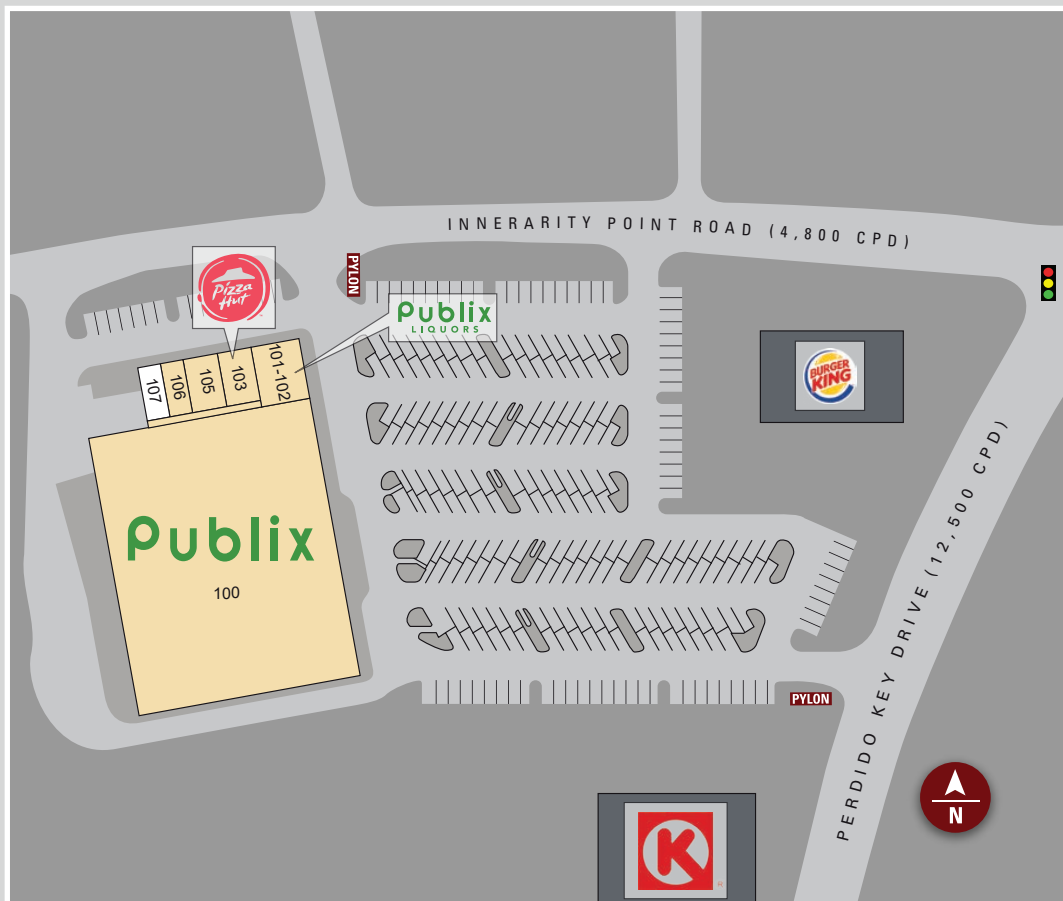 INNERARITY POINT ROAD (4,800 CPD)
PYLON
Pizza
Hut
Publix
LIQUORS
BURGER
KING
107
106
105
103
101-102
Publix
100
PERDIDO KEY DRIVE (12,500 CPD)
PYLON
N
K